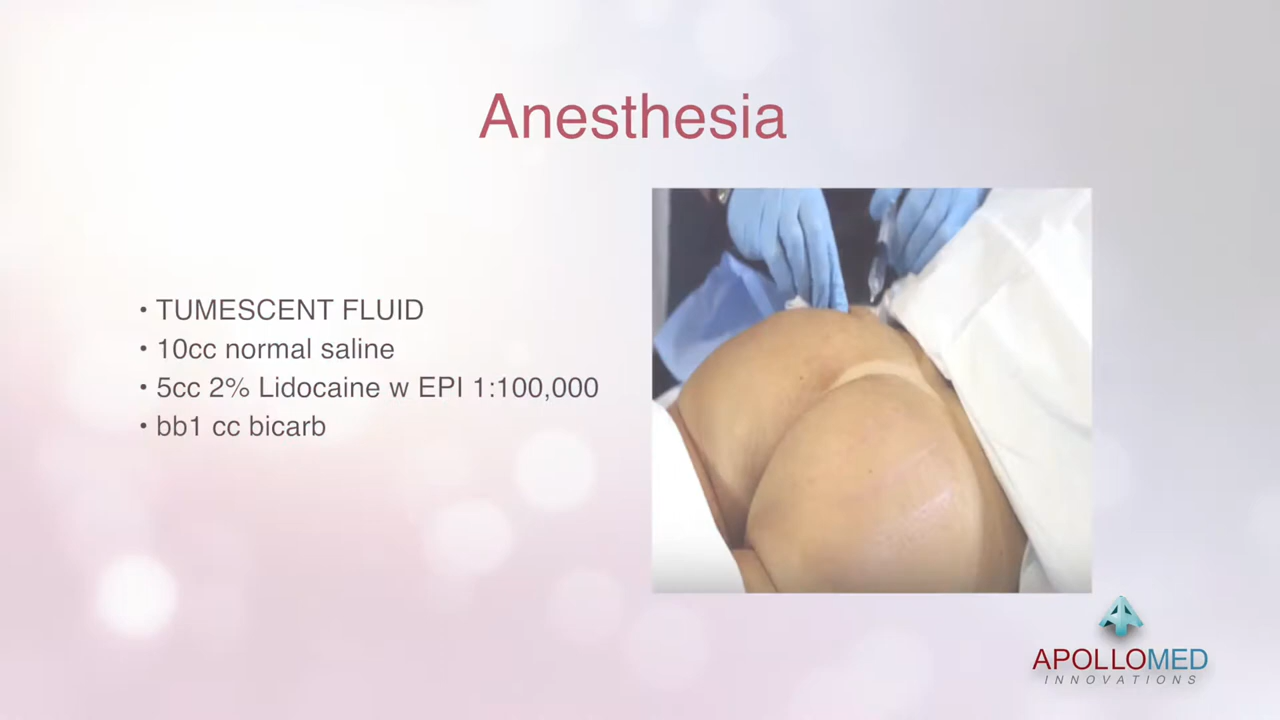 Anesthesia
• TUMESCENT FLUID
• 10cc normal saline
• 5cc 2% Lidocaine w EPI 1:100,000
• bb1 cc bicarb
APOLLOMED
INNOVATIONS